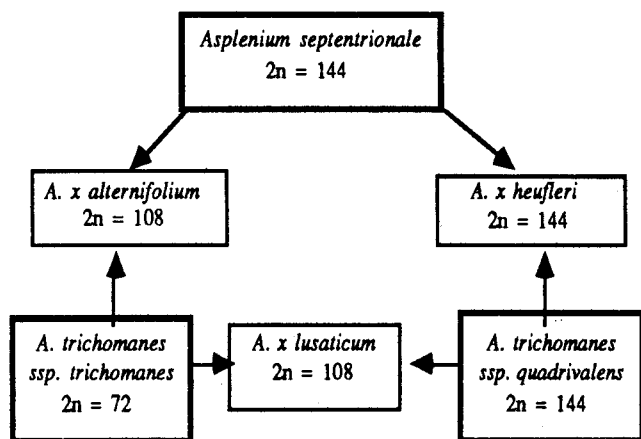 Asplenium septentrionale
2n = 144
A. x alternifolium
2n = 108
A. x heufleri
2n = 144
A. trichomanes
ssp. trichomanes
2n = 72
A. x lusaticum
2n = 108
A. trichomanes
ssp. quadrivalens
2n = 144